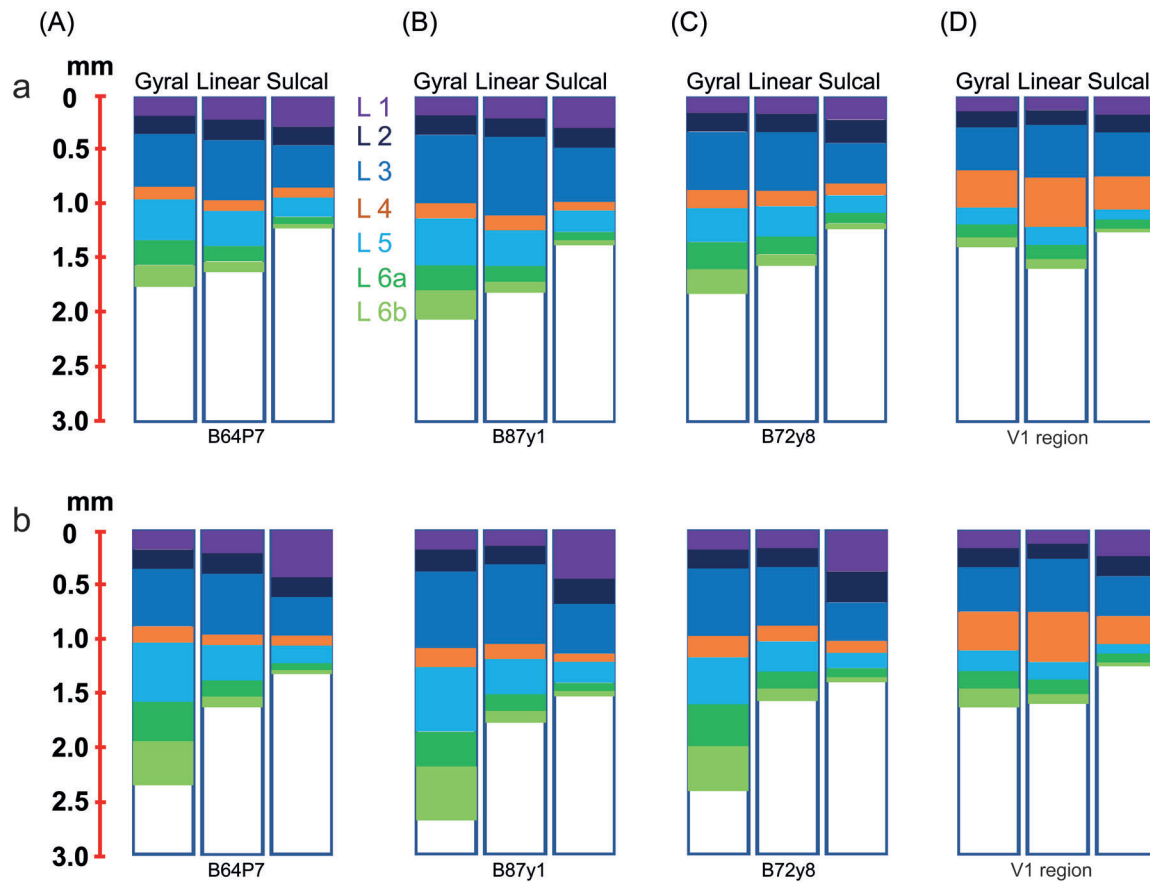 (A) (B) (C) (D)
a
mm
Gyral Linear Sulcal
Gyral Linear Sulcal
Gyral Linear Sulcal
Gyral Linear Sulcal
0
0.5
1.0
1.5
2.0
2.5
3.0
L 1
L 2
L 3
L 4
L 5
L 6a
L 6b
B64P7
B87y1
B72y8
V1 region
b
mm
0
0.5
1.0
1.5
2.0
2.5
3.0
B64P7
B87y1
B72y8
V1 region